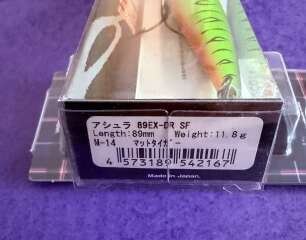 アシュラ 89EX-DR SF
Length:89mm Weight:11.8g
M-14 マットタイガー
4 573189 542167
Made in Japan.